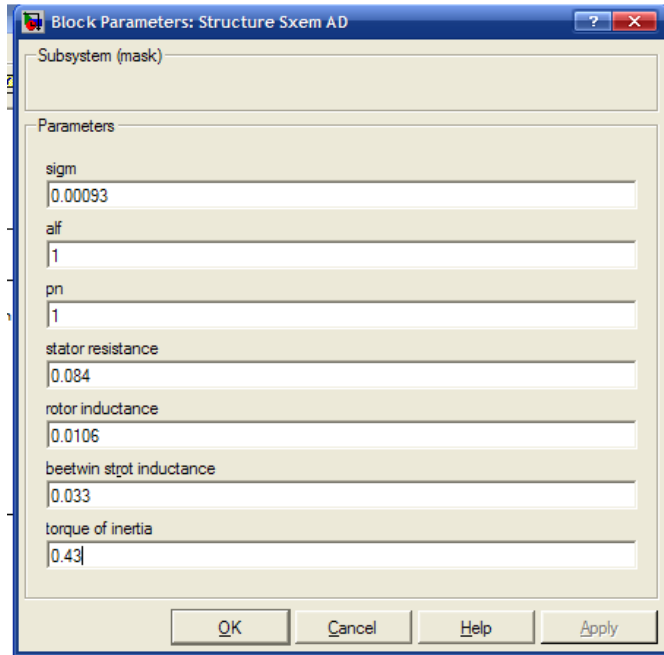 Block Parameters: Structure Sxem AD
Subsystem (mask)
Parameters
sigm
0.00093
alf
1
pn
1
stator resistance
0.084
rotor inductance
0.0106
beetwin strot inductance
0.033
torque of inertia
0.43
OK Cancel Help Apply